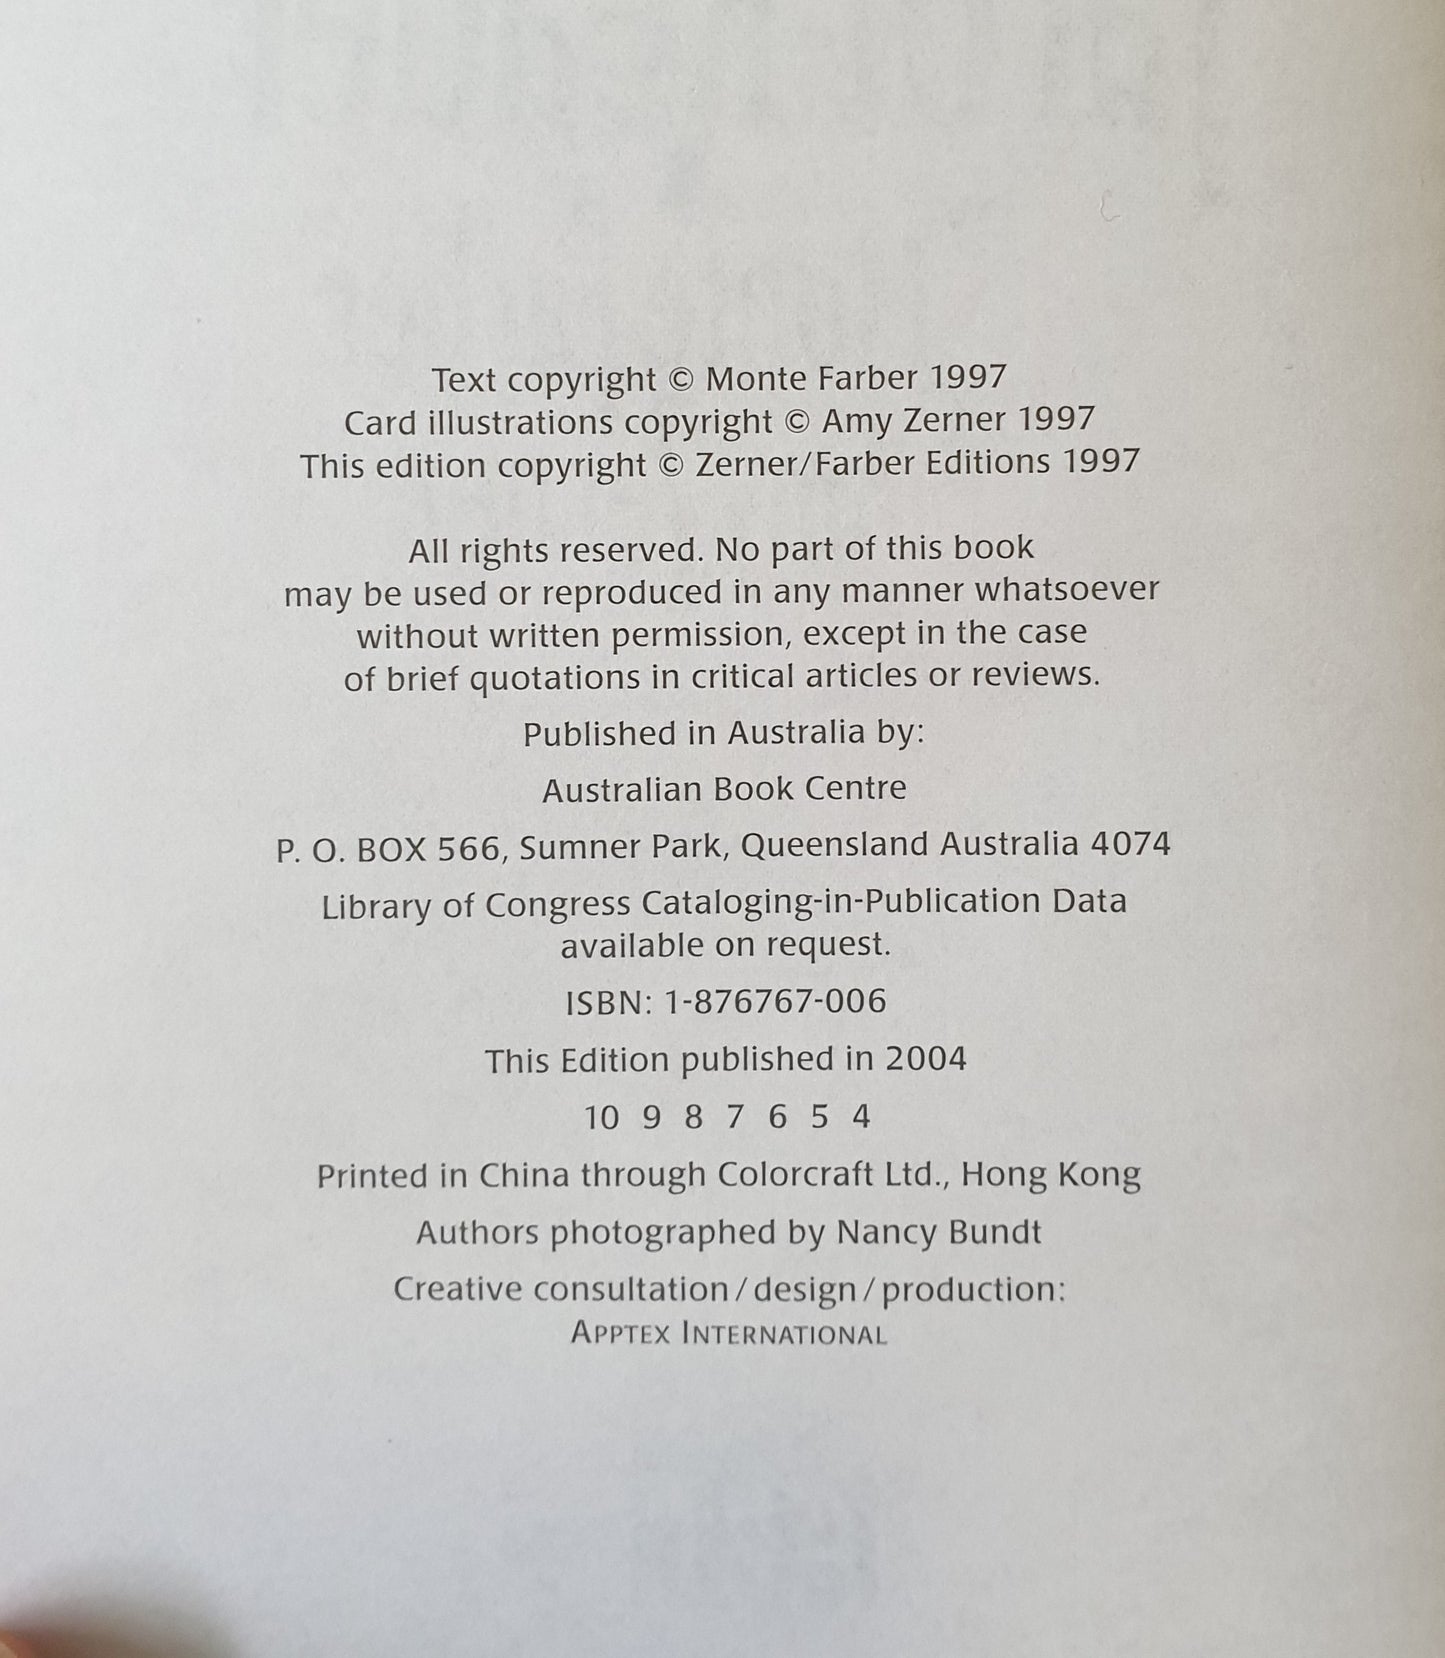 Text copyright © Monte Farber 1997
Card illustrations copyright © Amy Zerner 1997
This edition copyright © Zerner/Farber Editions 1997
All rights reserved. No part of this book
may be used or reproduced in any manner whatsoever
without written permission, except in the case
of brief quotations in critical articles or reviews.
Published in Australia by:
Australian Book Centre
P. O. BOX 566, Sumner Park, Queensland Australia 4074
Library of Congress Cataloging-in-Publication Data
available on request.
ISBN: 1-876767-006
This Edition published in 2004
10 9 8 7 6 5 4
Printed in China through Colorcraft Ltd., Hong Kong
Authors photographed by Nancy Bundt
Creative consultation/design/production:
APPTEX INTERNATIONAL